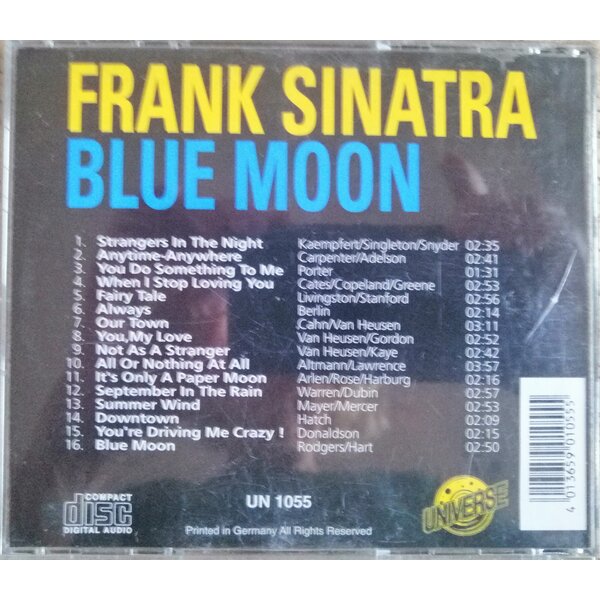 FRANK SINATRA
BLUE MOON
1. Strangers In The Night Kaempfert/Singleton/Snyder 02:35
2. Anytime-Anywhere Carpenter/Adelson 02:41
3. You Do Something To Me Porter 01:31
4. When I Stop Loving You Cates/Copeland/Greene 02:53
5. Fairy Tale Livingston/Stanford 02:56
6. Always Berlin 02:14
7. Our Town Cahn/Van Heusen 03:11
8. You,My Love Van Heusen/Gordon 02:52
9. Not As A Stranger Van Heusen/Kaye 02:42
10. All Or Nothing At All Altmann/Lawrence 03:57
11. It's Only A Paper Moon Arlen/Rose/Harburg 02:16
12. September In The Rain Warren/Dubin 02:57
13. Summer Wind Mayer/Mercer 02:53
14. Downtown Hatch 02:09
15. You're Driving Me Crazy ! Donaldson 02:15
16. Blue Moon Rodgers/Hart 02:50
COMPACT
disc
DIGITAL AUDIO
UN 1055
Printed in Germany All Rights Reserved
UNIVERSE
4 013659 010553